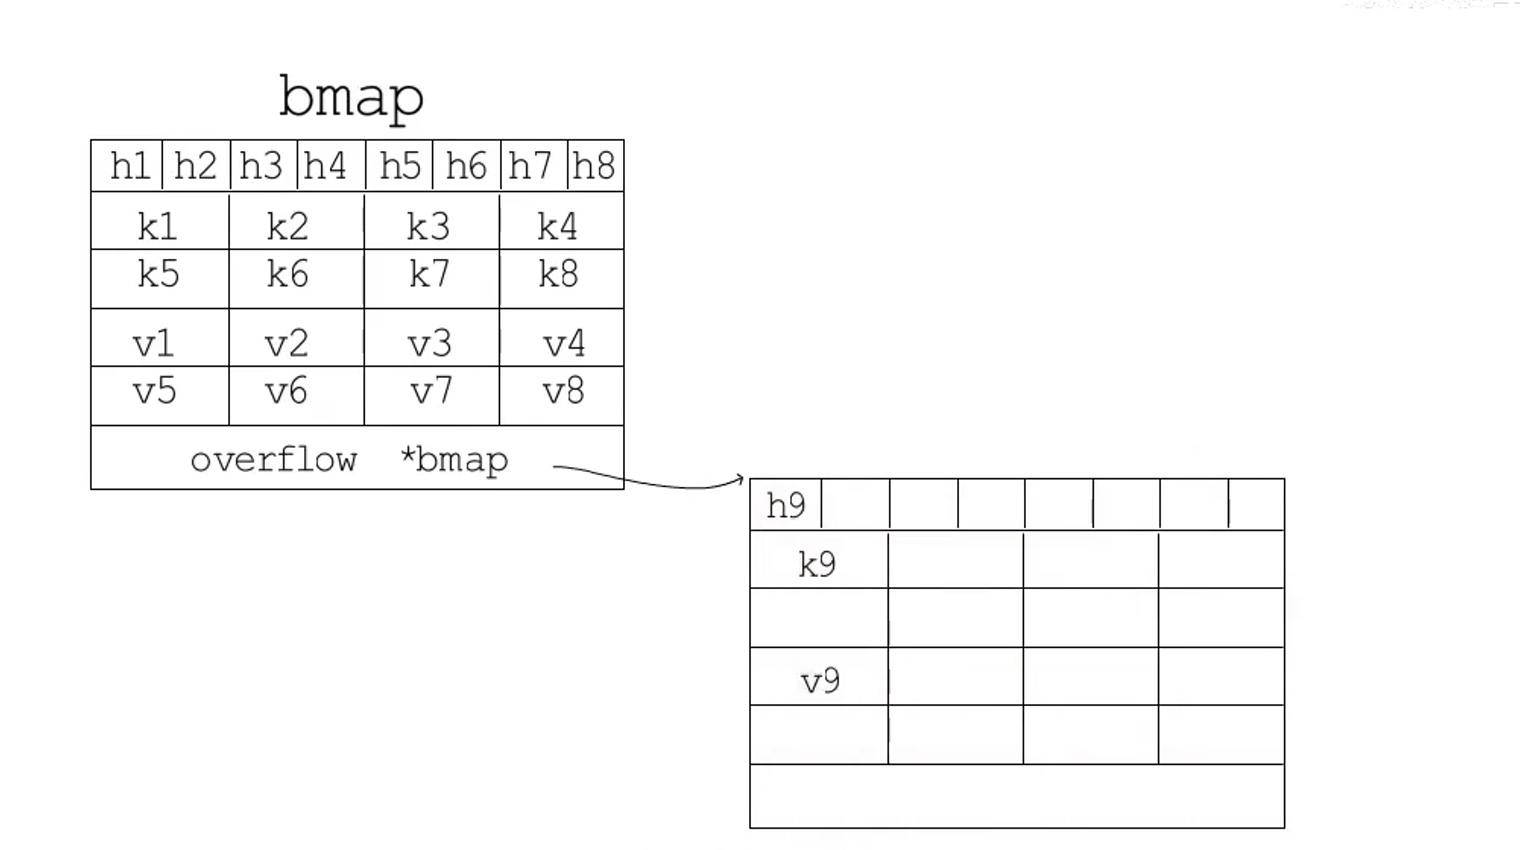 bmap
h1 h2 h3 h4 h5 h6 h7 h8
k1 k2 k3 k4
k5 k6 k7 k8
v1 v2 v3 v4
v5 v6 v7 v8
overflow *bmap
h9
k9
v9